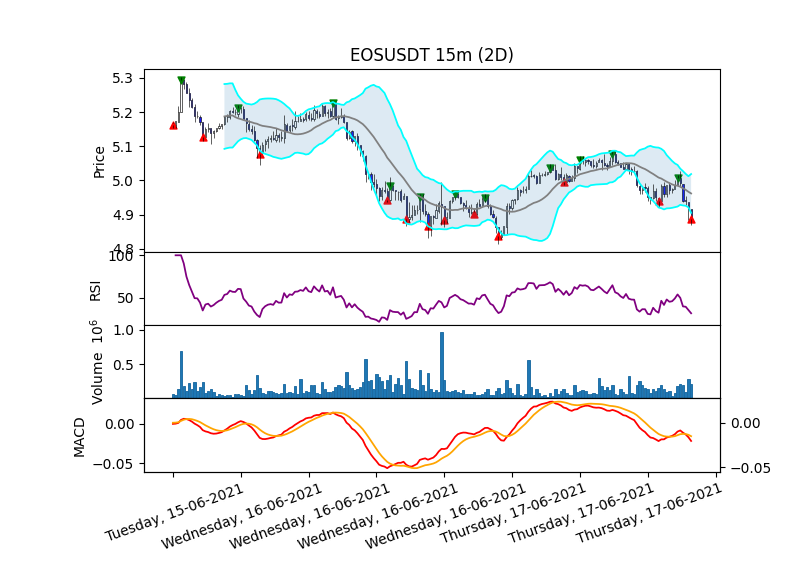 EOSUSDT 15m (2D)
5.3
5.2
5.1
5.0
4.9
4.8
Price
100
50
RSI
1.0
0.5
Volume 10^6
0.00
−0.05
MACD
0.00
−0.05
Tuesday, 15-06-2021
Wednesday, 16-06-2021
Wednesday, 16-06-2021
Wednesday, 16-06-2021
Wednesday, 16-06-2021
Thursday, 17-06-2021
Thursday, 17-06-2021
Thursday, 17-06-2021